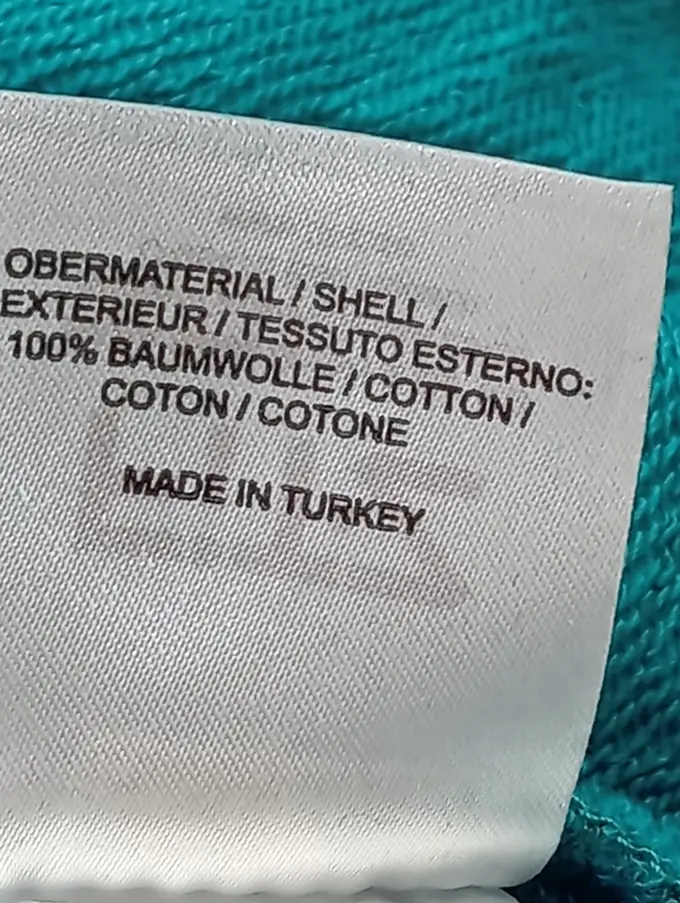 OBERMATERIAL / SHELL /
EXTERIEUR / TESSUTO ESTERNO:
100% BAUMWOLLE / COTTON /
COTON / COTONE
MADE IN TURKEY